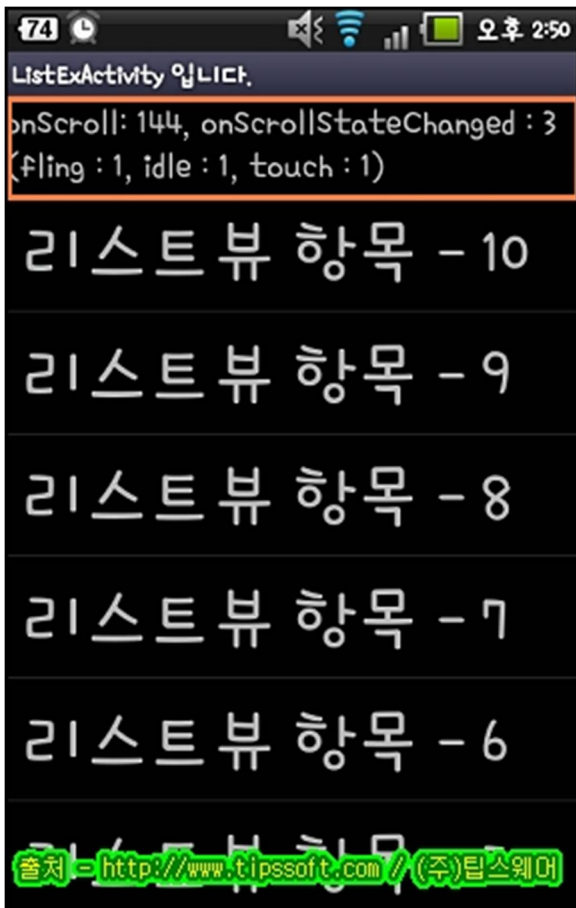 74 오후 2:50
ListExActivity 입니다.
onScroll: 144, onScrollStateChanged : 3
(fling : 1, idle : 1, touch : 1)
리스트뷰 항목 - 10
리스트뷰 항목 - 9
리스트뷰 항목 - 8
리스트뷰 항목 - 7
리스트뷰 항목 - 6
출처 - http://www.tipssoft.com / (주)팁스웨어